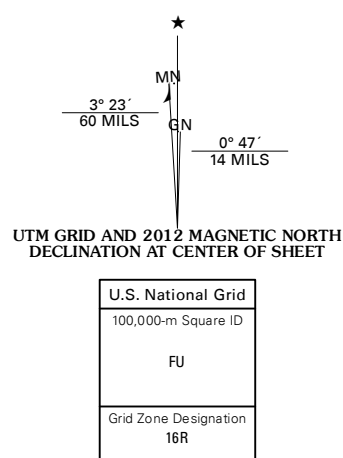 ★
MN
3° 23´
60 MILS
GN
0° 47´
14 MILS
UTM GRID AND 2012 MAGNETIC NORTH
DECLINATION AT CENTER OF SHEET
U.S. National Grid
100,000-m Square ID
FU
Grid Zone Designation
16R